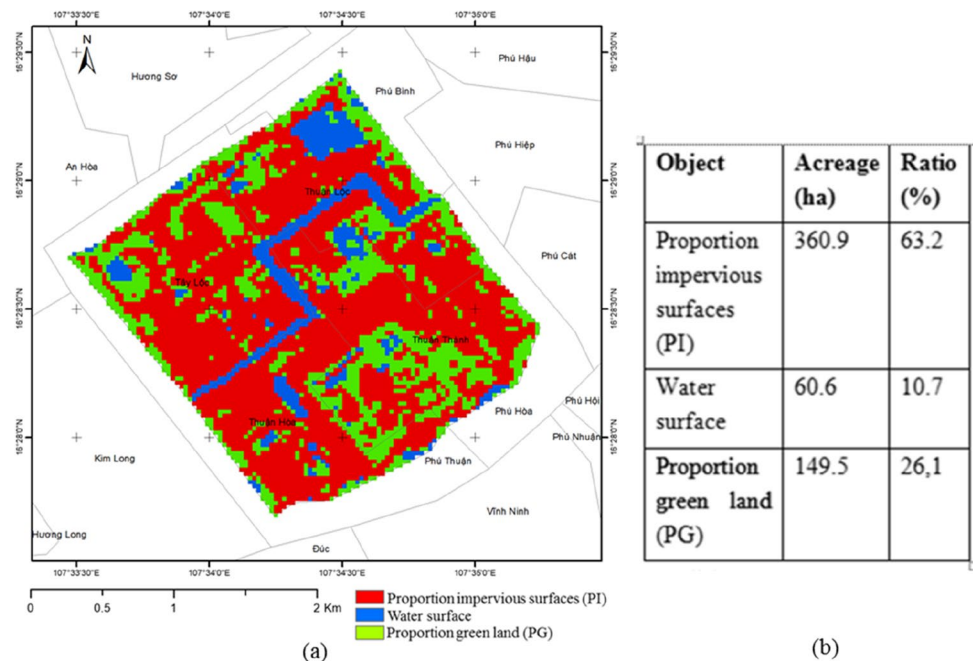 107°33'30"E 107°34'0"E 107°34'30"E 107°35'0"E
16°29'30"N
16°29'0"N
16°28'30"N
16°28'0"N
16°29'30"N
16°29'0"N
16°28'30"N
16°28'0"N
N
Hương Sơ
Phú Hậu
Phú Bình
Phú Hiệp
An Hòa
Thuận Lộc
Phú Cát
Tây Lộc
Thuận Thành
Phú Hòa
Phú Hội
Thuận Hòa
Phú Nhuận
Kim Long
Phú Thuận
Vĩnh Ninh
Hương Long
Đúc
107°33'30"E 107°34'0"E 107°34'30"E 107°35'0"E
0 0.5 1 2 Km
Proportion impervious surfaces (PI)
Water surface
Proportion green land (PG)
(a)
Object Acreage Ratio
(ha) (%)
Proportion 360.9 63.2
impervious
surfaces
(PI)
Water 60.6 10.7
surface
Proportion 149.5 26,1
green land
(PG)
(b)